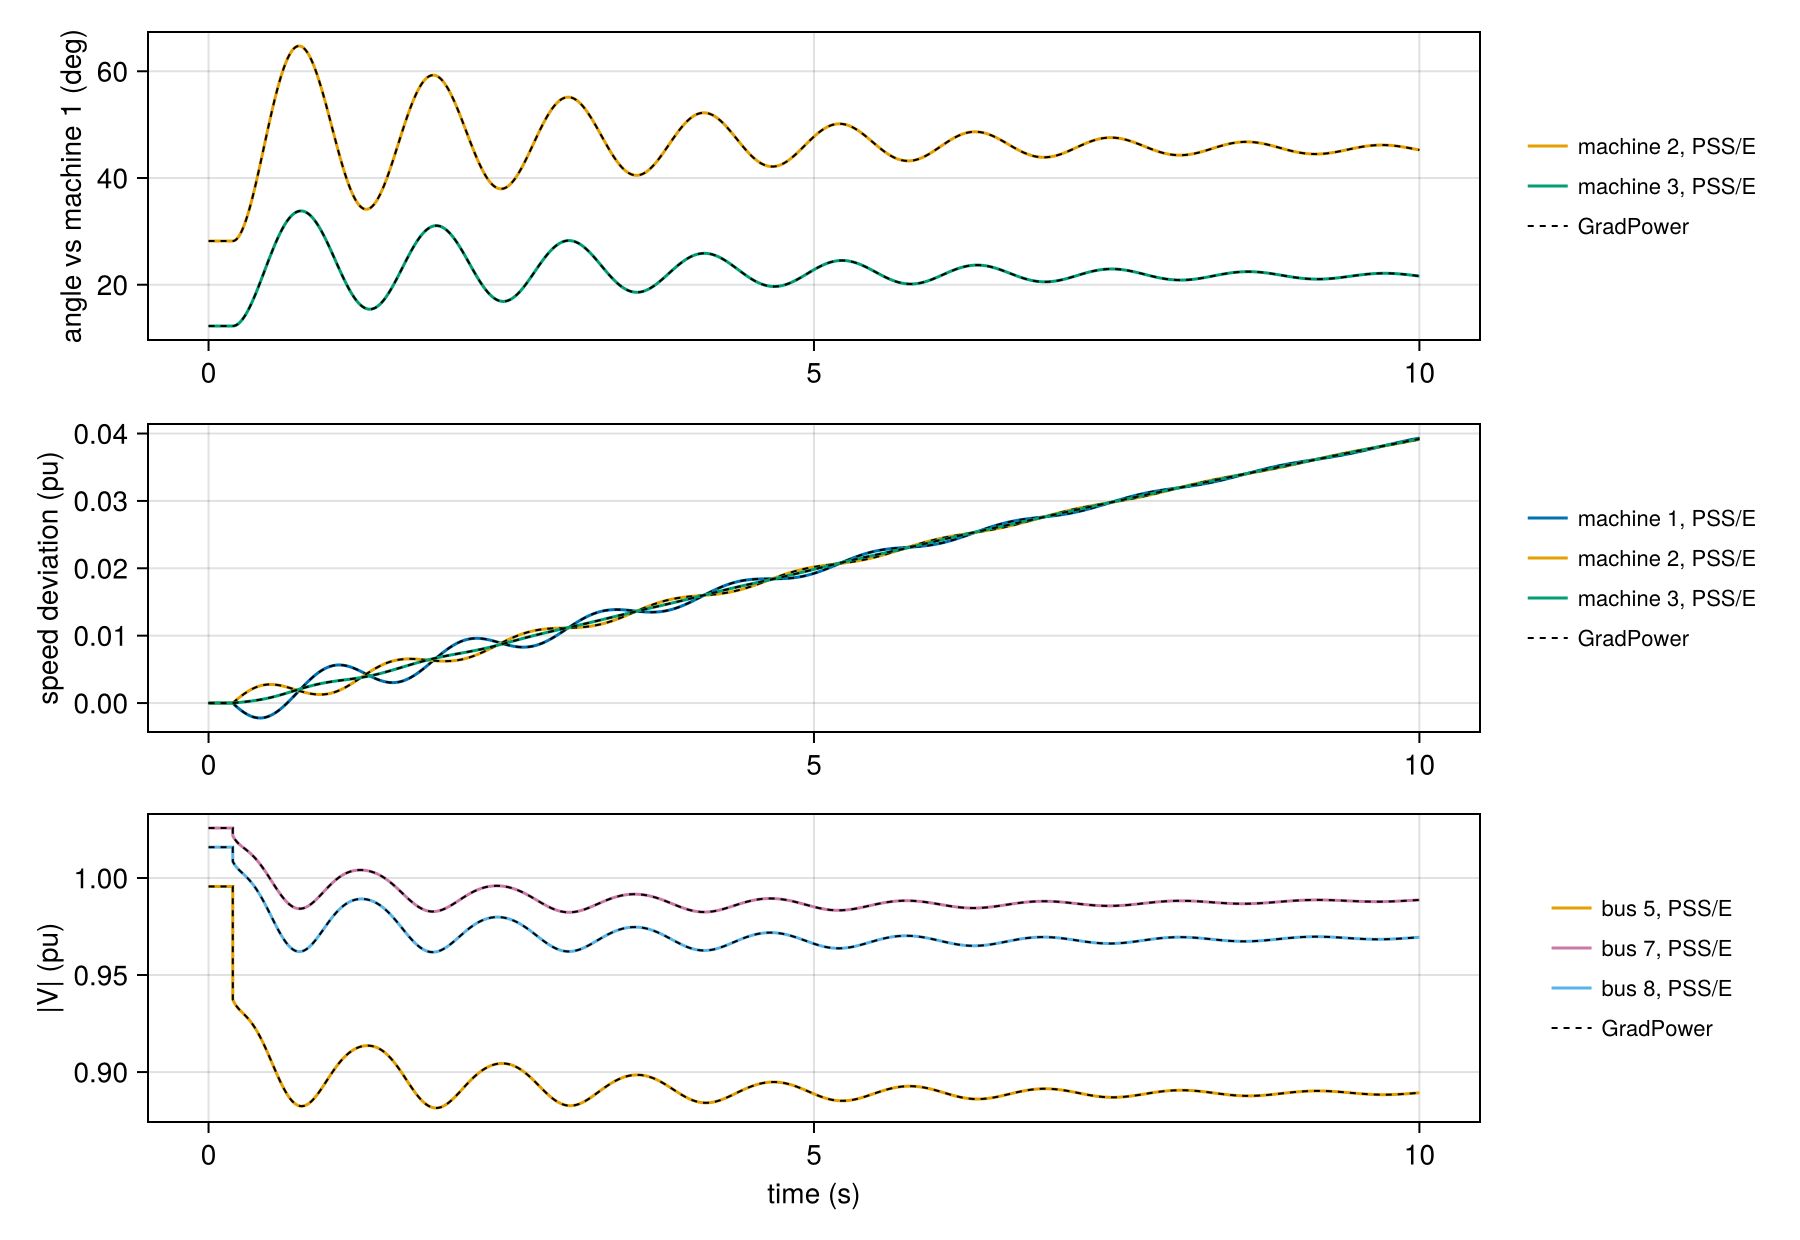 angle vs machine 1 (deg)
60
40
20
0 5 10
machine 2, PSS/E
machine 3, PSS/E
GradPower
speed deviation (pu)
0.04
0.03
0.02
0.01
0.00
0 5 10
machine 1, PSS/E
machine 2, PSS/E
machine 3, PSS/E
GradPower
|V| (pu)
1.00
0.95
0.90
0 5 10
time (s)
bus 5, PSS/E
bus 7, PSS/E
bus 8, PSS/E
GradPower